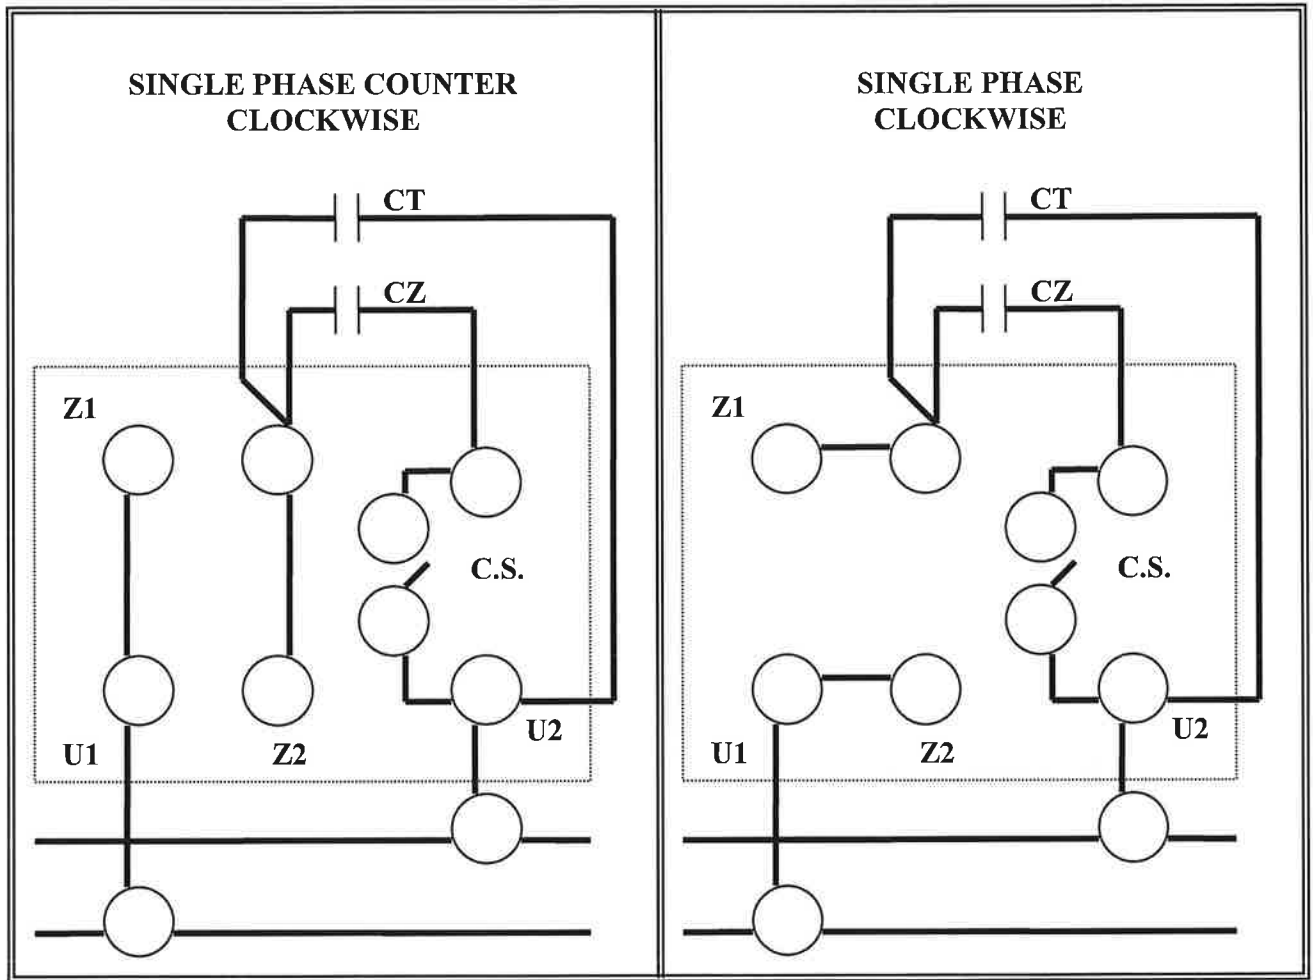 SINGLE PHASE COUNTER
CLOCKWISE
CT
CZ
Z1
C.S.
U1
Z2
U2
SINGLE PHASE
CLOCKWISE
CT
CZ
Z1
C.S.
U1
Z2
U2